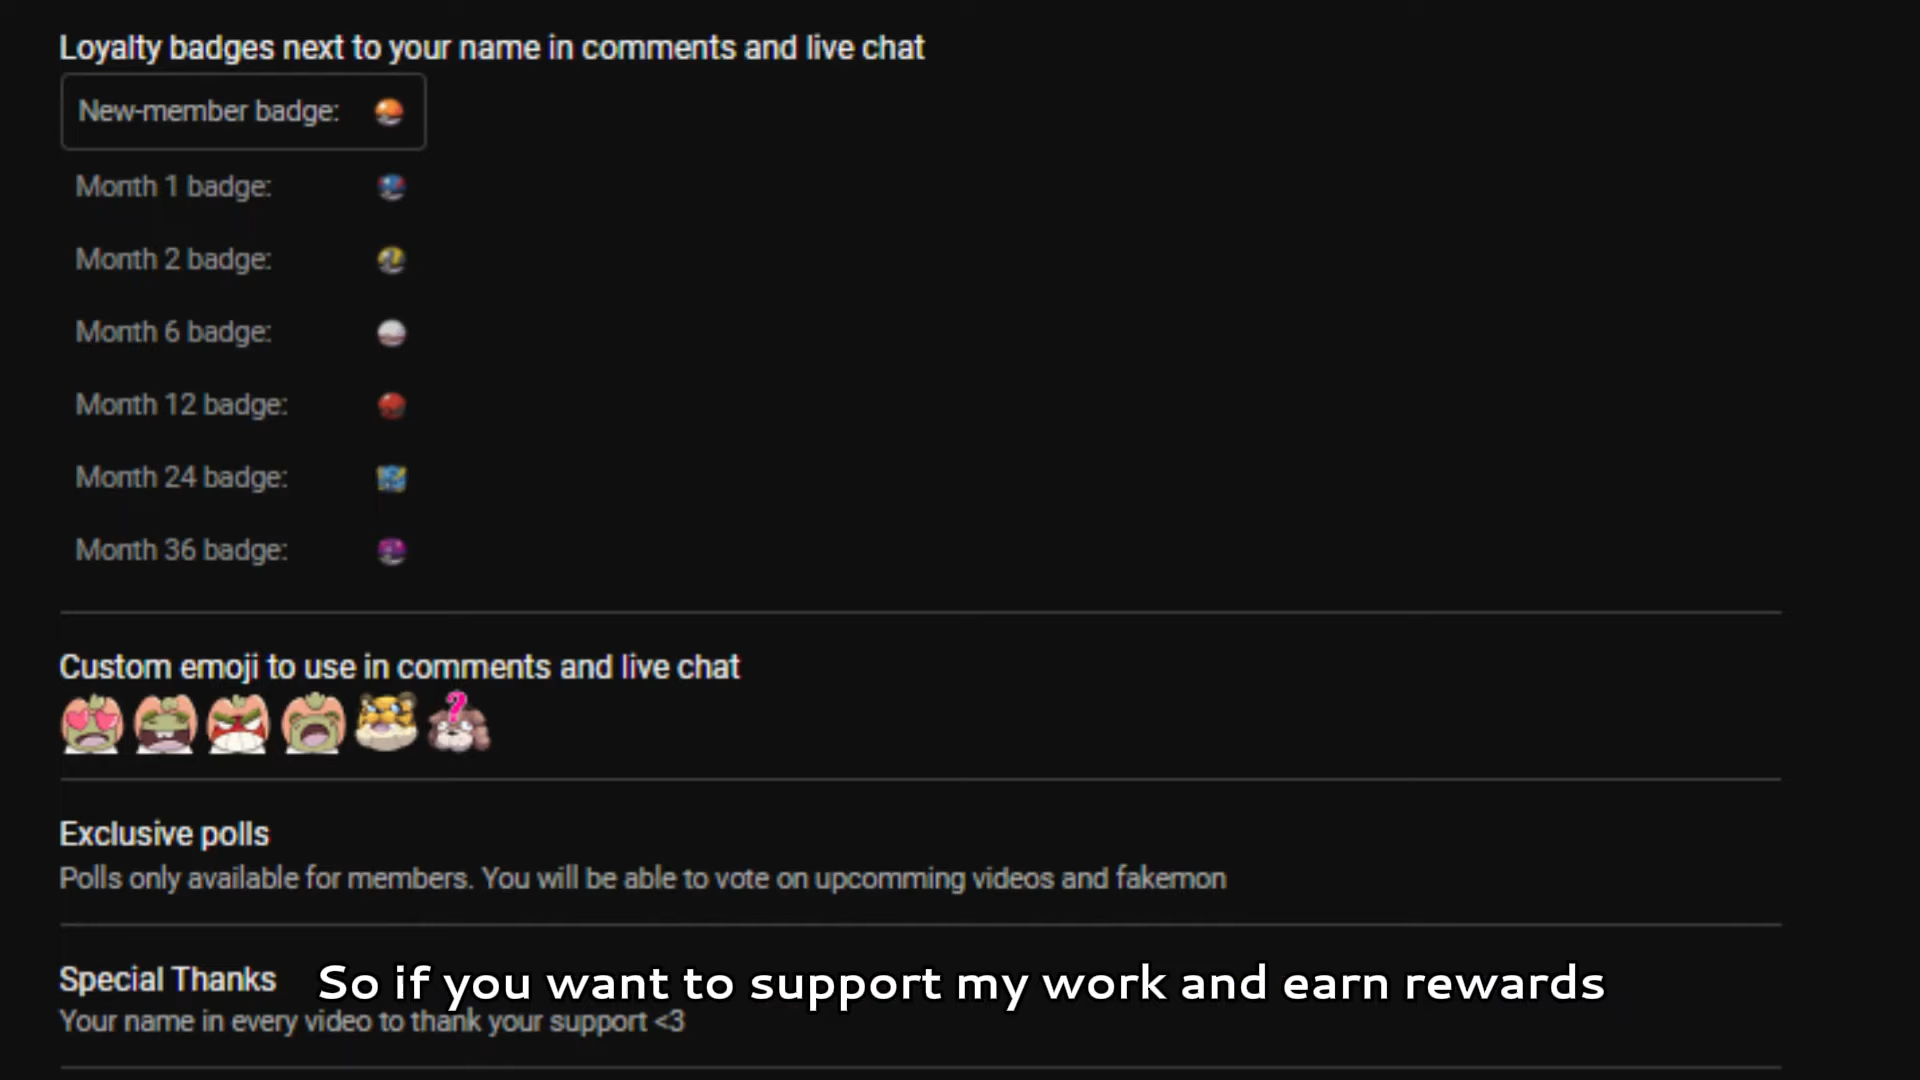 Loyalty badges next to your name in comments and live chat
New-member badge:
Month 1 badge:
Month 2 badge:
Month 6 badge:
Month 12 badge:
Month 24 badge:
Month 36 badge:
Custom emoji to use in comments and live chat
?
Exclusive polls
Polls only available for members. You will be able to vote on upcomming videos and fakemon
Special Thanks
So if you want to support my work and earn rewards
Your name in every video to thank your support <3